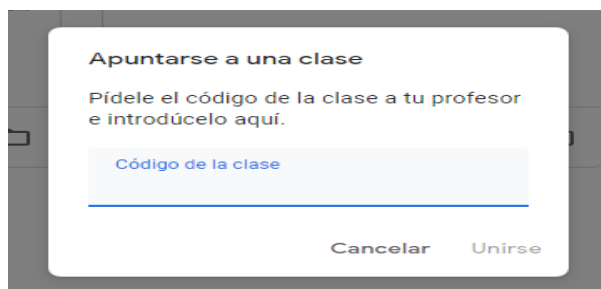 Apuntarse a una clase
Pídele el código de la clase a tu profesor
e introdúcelo aquí.
Código de la clase
Cancelar Unirse